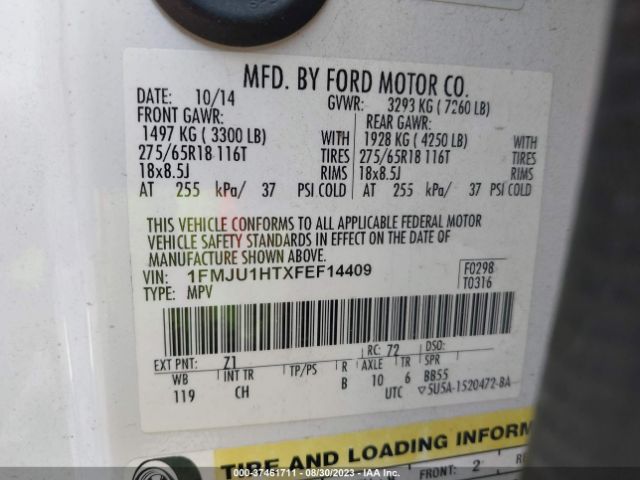 MFD. BY FORD MOTOR CO.
DATE: 10/14 GVWR: 3293 KG ( 7260 LB)
FRONT GAWR: REAR GAWR:
1497 KG ( 3300 LB) WITH 1928 KG ( 4250 LB) WITH
275/65R18 116T TIRES 275/65R18 116T TIRES
18x8.5J RIMS 18x8.5J RIMS
AT 255 kPa/ 37 PSI COLD AT 255 kPa/ 37 PSI COLD
THIS VEHICLE CONFORMS TO ALL APPLICABLE FEDERAL MOTOR
VEHICLE SAFETY STANDARDS IN EFFECT ON THE DATE OF
MANUFACTURE SHOWN ABOVE.
VIN: 1FMJU1HTXFEF14409 F0298
TYPE: MPV T0316
EXT PNT: Z1 RC: 72 DSO:
WB INT TR TP/PS R AXLE TR SPR
119 CH B 10 6 BB55
UTC ▽5U5A-1520472-BA
TIRE AND LOADING INFORM
FRONT: 2
000-37461711 - 08/30/2023 - IAA Inc.